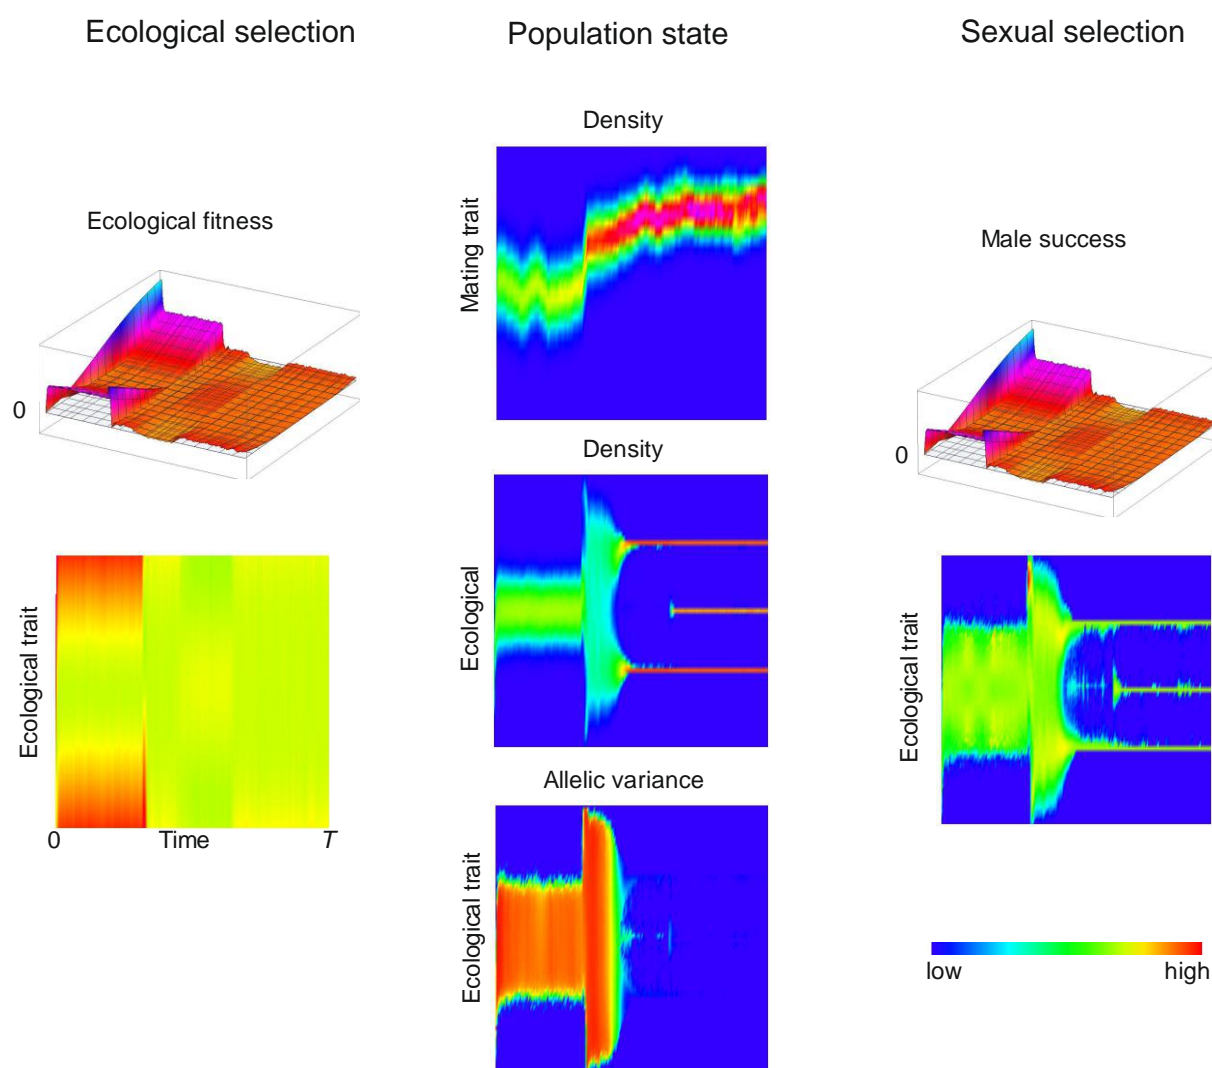 Ecological selection
Population state
Sexual selection
Density
Mating trait
Ecological fitness
0
Male success
0
Density
Ecological
Ecological trait
0
Time
T
Ecological trait
Allelic variance
Ecological trait
low
high